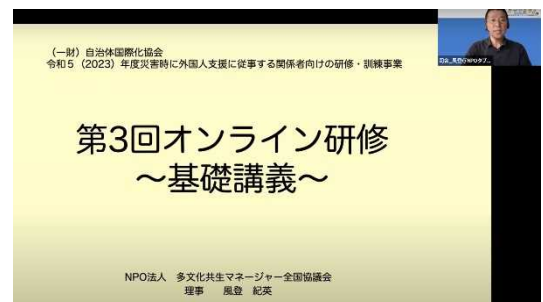 （一財）自治体国際化協会
令和５（2023）年度災害時に外国人支援に従事する関係者向けの研修・訓練事業
第3回オンライン研修
～基礎講義～
NPO法人　多文化共生マネージャー全国協議会
理事　　風登　紀英